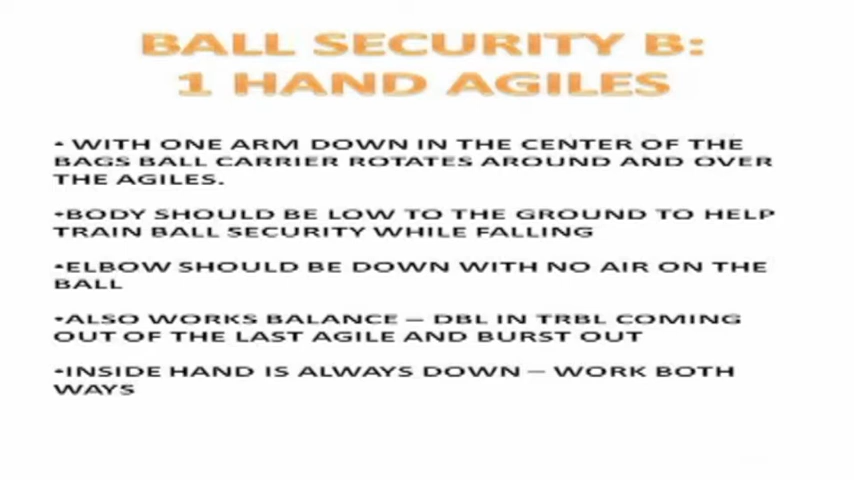 BALL SECURITY B:
1 HAND AGILES
• WITH ONE ARM DOWN IN THE CENTER OF THE
BAGS BALL CARRIER ROTATES AROUND AND OVER
THE AGILES.
•BODY SHOULD BE LOW TO THE GROUND TO HELP
TRAIN BALL SECURITY WHILE FALLING
•ELBOW SHOULD BE DOWN WITH NO AIR ON THE
BALL
•ALSO WORKS BALANCE – DBL IN TRBL COMING
OUT OF THE LAST AGILE AND BURST OUT
•INSIDE HAND IS ALWAYS DOWN – WORK BOTH
WAYS